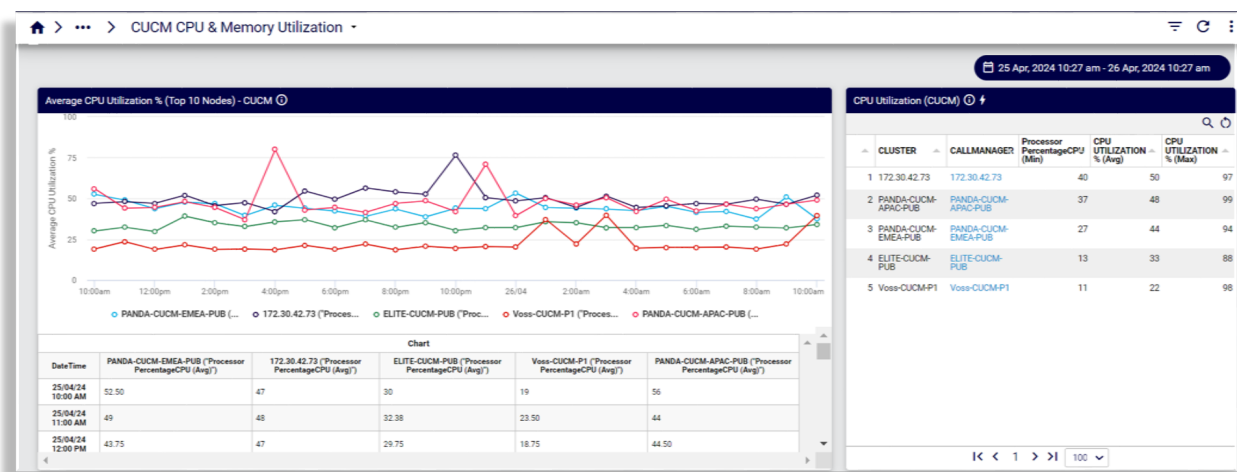 CUCM CPU & Memory Utilization
25 Apr, 2024 10:27 am - 26 Apr, 2024 10:27 am
Average CPU Utilization % (Top 10 Nodes) - CUCM
Average CPU Utilization %
100
75
50
25
0
10:00am 12:00pm 2:00pm 4:00pm 6:00pm 8:00pm 10:00pm 26/04 2:00am 4:00am 6:00am 8:00am 10:00am
PANDA-CUCM-EMEA-PUB (... 172.30.42.73 ("Proces... ELITE-CUCM-PUB ("Proc... Voss-CUCM-P1 ("Proces... PANDA-CUCM-APAC-PUB (...
Chart
DateTime PANDA-CUCM-EMEA-PUB ("Processor PercentageCPU (Avg)") 172.30.42.73 ("Processor PercentageCPU (Avg)") ELITE-CUCM-PUB ("Processor PercentageCPU (Avg)") Voss-CUCM-P1 ("Processor PercentageCPU (Avg)") PANDA-CUCM-APAC-PUB ("Processor PercentageCPU (Avg)")
25/04/24 10:00 AM 52.50 47 30 19 56
25/04/24 11:00 AM 49 48 32.38 23.50 44
25/04/24 12:00 PM 43.75 47 29.75 18.75 44.50
CPU Utilization (CUCM)
CLUSTER CALLMANAGER Processor PercentageCPU (Min) CPU UTILIZATION % (Avg) CPU UTILIZATION % (Max)
1 172.30.42.73 172.30.42.73 40 50 97
2 PANDA-CUCM-APAC-PUB PANDA-CUCM-APAC-PUB 37 48 99
3 PANDA-CUCM-EMEA-PUB PANDA-CUCM-EMEA-PUB 27 44 94
4 ELITE-CUCM-PUB ELITE-CUCM-PUB 13 33 88
5 Voss-CUCM-P1 Voss-CUCM-P1 11 22 98
1 100